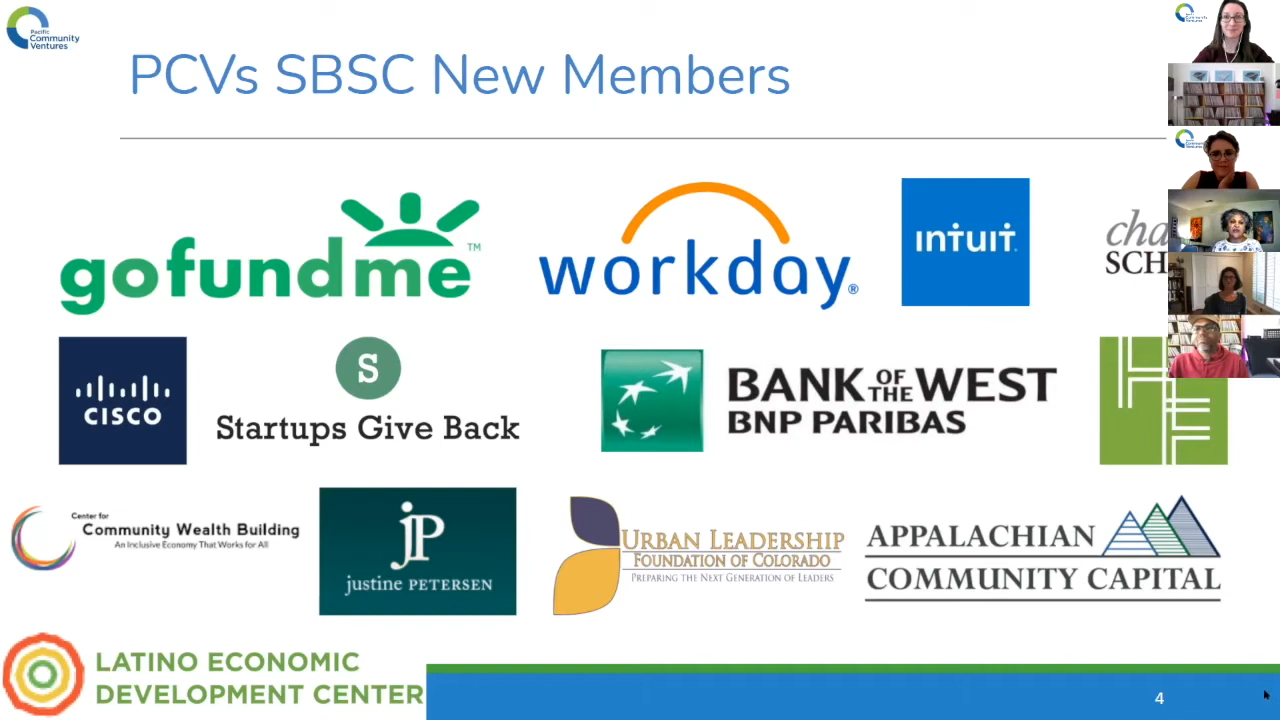 Pacific
Community
Ventures
PCVs SBSC New Members
gofundme™
workday®
intuit
cha
SCH
CISCO
S
Startups Give Back
BANK OF THE WEST
BNP PARIBAS
HEF
Center for
Community Wealth Building
An Inclusive Economy That Works for All
jP
justine PETERSEN
URBAN LEADERSHIP
FOUNDATION OF COLORADO
PREPARING THE NEXT GENERATION OF LEADERS
APPALACHIAN
COMMUNITY CAPITAL
LATINO ECONOMIC
DEVELOPMENT CENTER
4